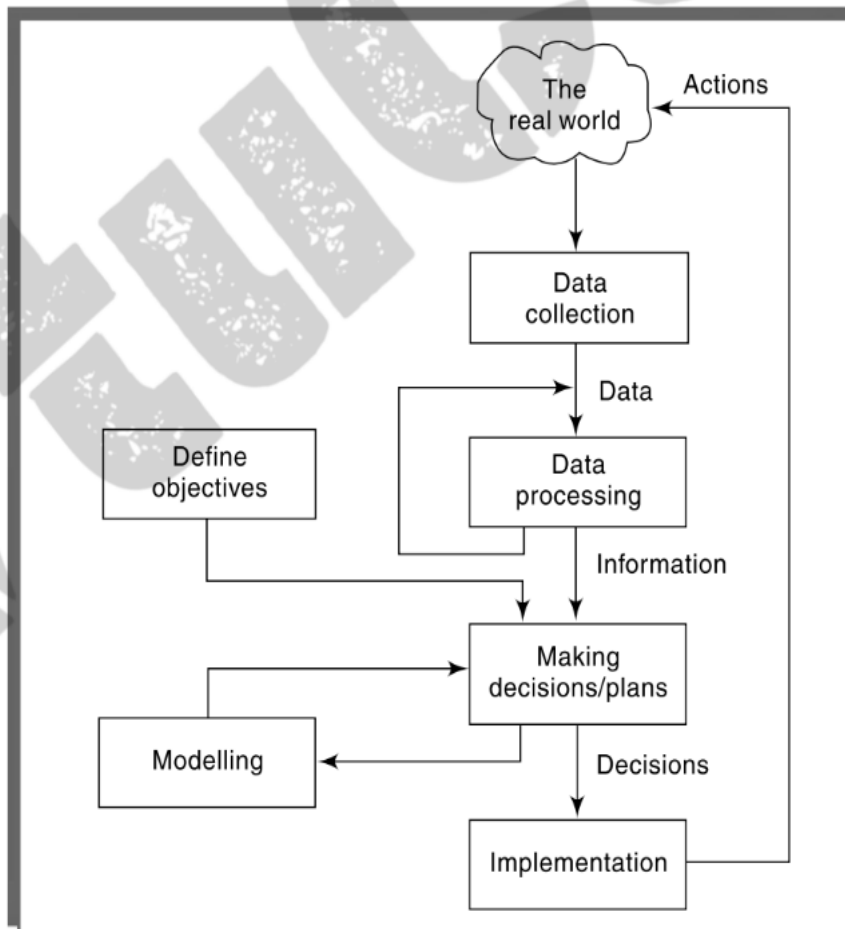 The
real world
Actions
Data
collection
Data
Define
objectives
Data
processing
Information
Making
decisions/plans
Modelling
Decisions
Implementation